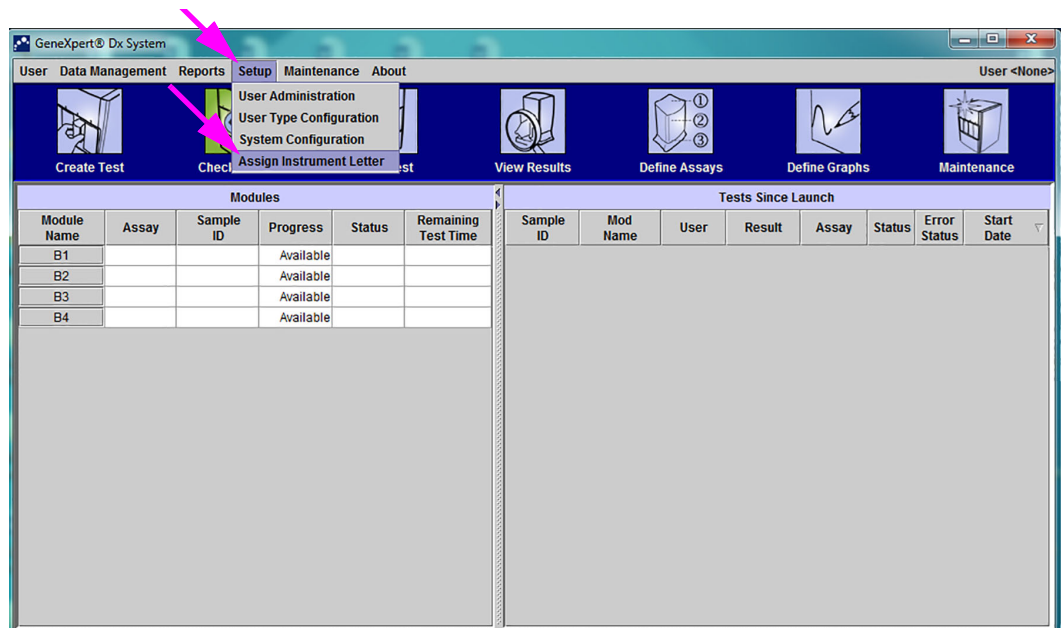 GeneXpert® Dx System
User Data Management Reports Setup Maintenance About User <None>
User Administration
User Type Configuration
System Configuration
Assign Instrument Letter
Create Test Chec st View Results Define Assays Define Graphs Maintenance
Modules
Module Name Assay Sample ID Progress Status Remaining Test Time
B1 Available
B2 Available
B3 Available
B4 Available
Tests Since Launch
Sample ID Mod Name User Result Assay Status Error Status Start Date